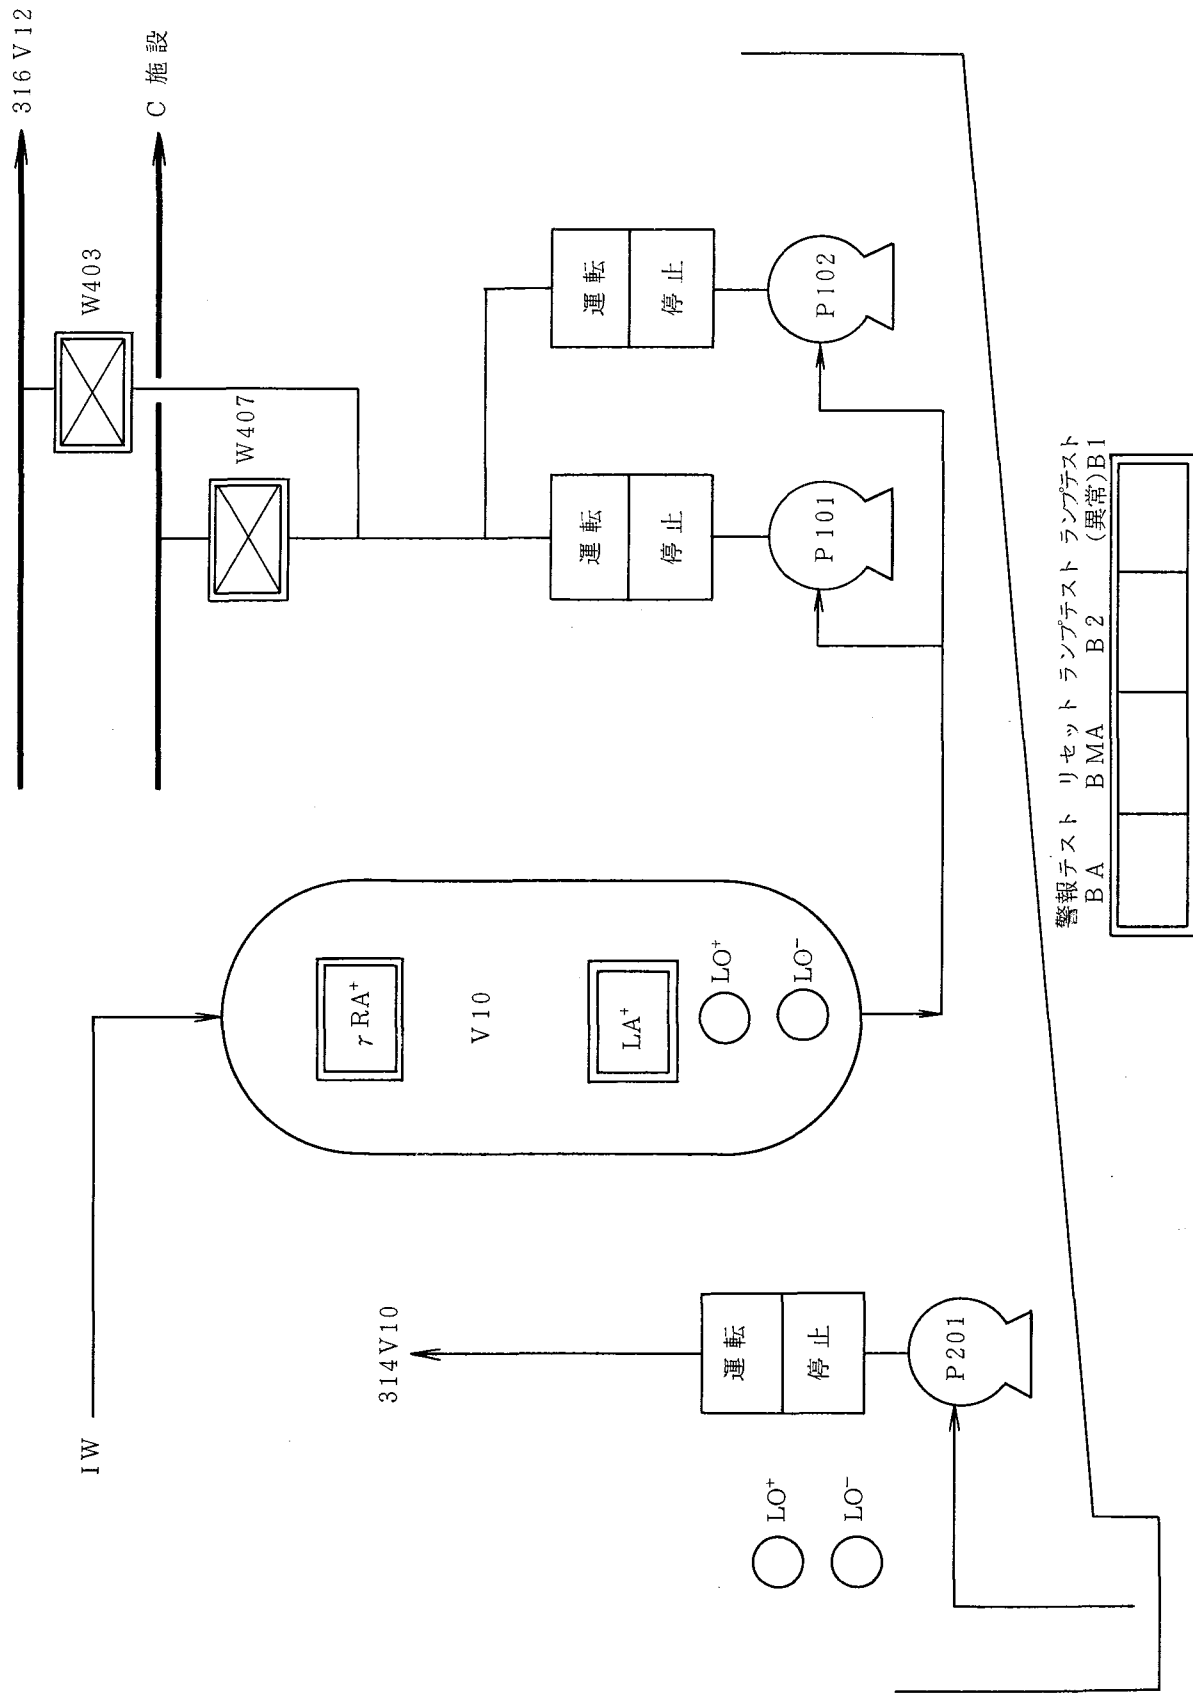 IW
316V12
C 施設
W403
W407
γRA⁺
V10
LA⁺
LO⁺
LO⁻
運転
停止
P101
運転
停止
P102
314V10
運転
停止
P201
LO⁺
LO⁻
警報テスト リセット ランプテスト ランプテスト
BA BMA B2 (異常)B1